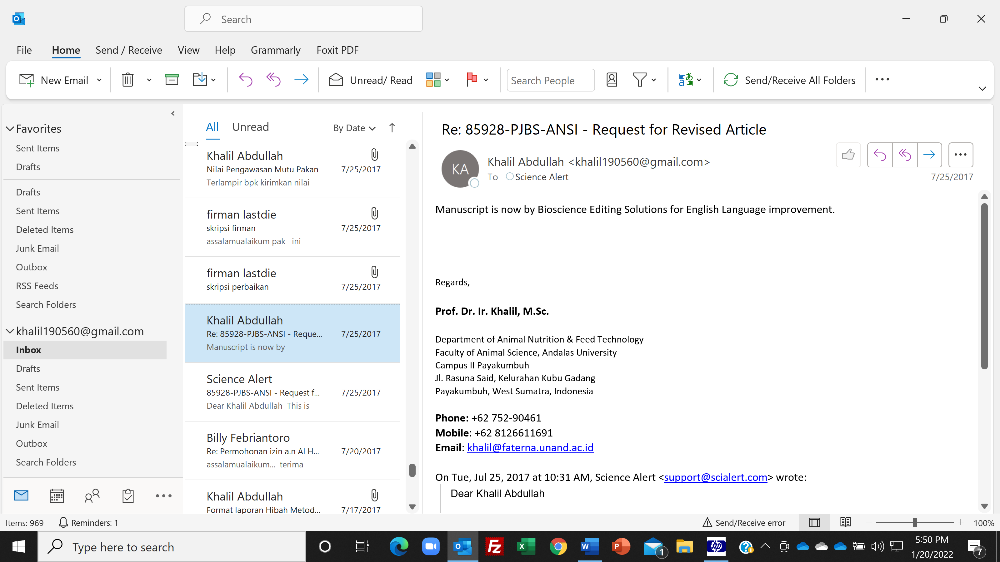 Search
File Home Send / Receive View Help Grammarly Foxit PDF
New Email Unread/ Read Search People Send/Receive All Folders
Favorites
Sent Items
Drafts
Drafts
Sent Items
Deleted Items
Junk Email
Outbox
RSS Feeds
Search Folders
khalil190560@gmail.com
Inbox
Drafts
Sent Items
Deleted Items
Junk Email
Outbox
Search Folders
All Unread By Date
Khalil Abdullah
Nilai Pengawasan Mutu Pakan 7/25/2017
Terlampir bpk kirimkan nilai
firman lastdie
skripsi firman 7/25/2017
assalamualaikum pak ini
firman lastdie
skripsi perbaikan 7/25/2017
Khalil Abdullah
Re: 85928-PJBS-ANSI - Reque... 7/25/2017
Manuscript is now by
Science Alert
85928-PJBS-ANSI - Request f... 7/25/2017
Dear Khalil Abdullah This is
Billy Febriantoro
Re: Permohonan izin a.n Al H... 7/20/2017
assalamualaikum... terima
Khalil Abdullah
Format laporan Hibah Metod... 7/17/2017
Re: 85928-PJBS-ANSI - Request for Revised Article
KA
Khalil Abdullah <khalil190560@gmail.com>
To Science Alert
7/25/2017
Manuscript is now by Bioscience Editing Solutions for English Language improvement.
Regards,
Prof. Dr. Ir. Khalil, M.Sc.
Department of Animal Nutrition & Feed Technology
Faculty of Animal Science, Andalas University
Campus II Payakumbuh
Jl. Rasuna Said, Kelurahan Kubu Gadang
Payakumbuh, West Sumatra, Indonesia
Phone: +62 752-90461
Mobile: +62 8126611691
Email: khalil@faterna.unand.ac.id
On Tue, Jul 25, 2017 at 10:31 AM, Science Alert <support@scialert.com> wrote:
Dear Khalil Abdullah
Items: 969 Reminders: 1 Send/Receive error 100%
Type here to search
1
5:50 PM
1/20/2022
7